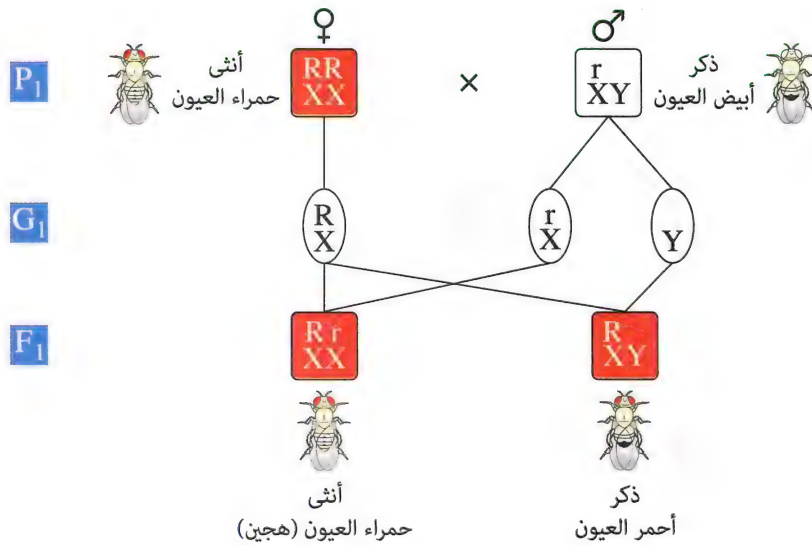 ♀ ♂
P1
أنثى
حمراء العيون
RR
XX
×
r
XY
ذكر
أبيض العيون
G1
R
X
r
X
Y
F1
R r
XX
R
XY
أنثى
حمراء العيون (هجين)
ذكر
أحمر العيون